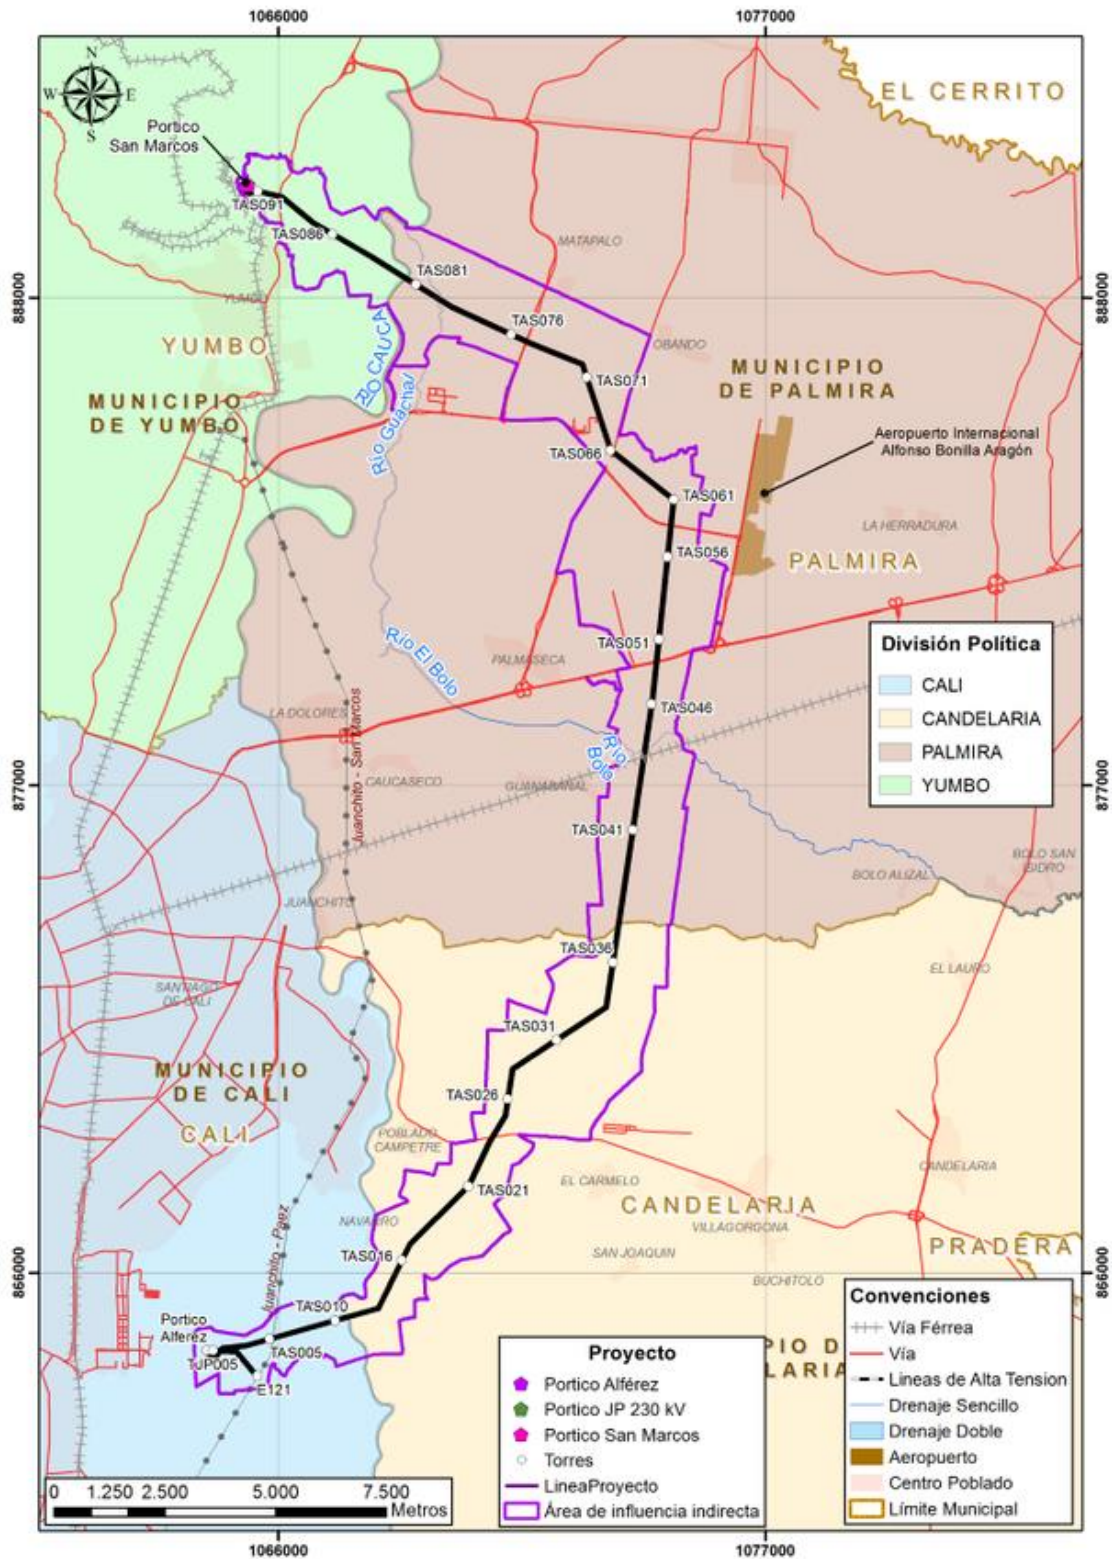 1066000
1077000
N
W
E
S
EL CERRITO
Portico
San Marcos
TAS091
TAS086
TAS081
MATAPALO
888000
888000
YUMBO
TAS076
YUMBO
RÍO CAUCA
OBANDO
MUNICIPIO
DE PALMIRA
TAS071
MUNICIPIO
DE YUMBO
Río Guachal
Aeropuerto Internacional
Alfonso Bonilla Aragón
TAS066
TAS061
LA HERRADURA
TAS056
PALMIRA
Río El Bolo
TAS051
PALMASECA
División Política
CALI
CANDELARIA
PALMIRA
YUMBO
LA DOLORES
Juanchito - San Marcos
TAS046
Río
Bolo
877000
877000
CAUCASECO
GUANABANAL
TAS041
BOLO SAN
ISIDRO
BOLO ALIZAL
JUANCHITO
TAS036
EL LAURO
SANTIAGO
DE CALI
TAS031
MUNICIPIO
DE CALI
TAS026
CALI
POBLADO
CAMPETRE
CANDELARIA
EL CARMELO
TAS021
CANDELARIA
NAVARRO
VILLAGORGONA
Juanchito - Paez
PRADERA
SAN JOAQUIN
TAS016
866000
866000
BUCHITOLO
TAS010
Portico
Alferez
TJP005
TAS005
E121
PIO D
LARIA
Proyecto
Portico Alférez
Portico JP 230 kV
Portico San Marcos
Torres
LineaProyecto
Área de influencia indirecta
Convenciones
Vía Férrea
Vía
Lineas de Alta Tension
Drenaje Sencillo
Drenaje Doble
Aeropuerto
Centro Poblado
Límite Municipal
0 1.250 2.500 5.000 7.500
Metros
1066000
1077000